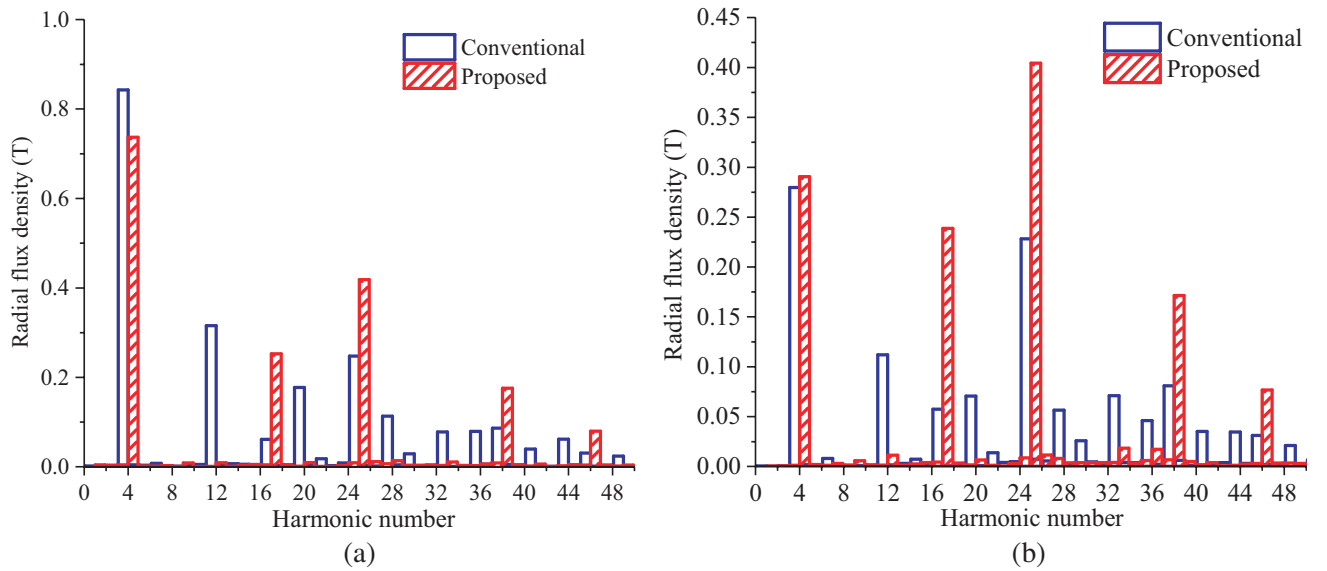 1.0
0.8
0.6
0.4
0.2
0.0
Radial flux density (T)
Conventional
Proposed
0 4 8 12 16 20 24 28 32 36 40 44 48
Harmonic number
(a)
0.45
0.40
0.35
0.30
0.25
0.20
0.15
0.10
0.05
0.00
Radial flux density (T)
Conventional
Proposed
0 4 8 12 16 20 24 28 32 36 40 44 48
Harmonic number
(b)